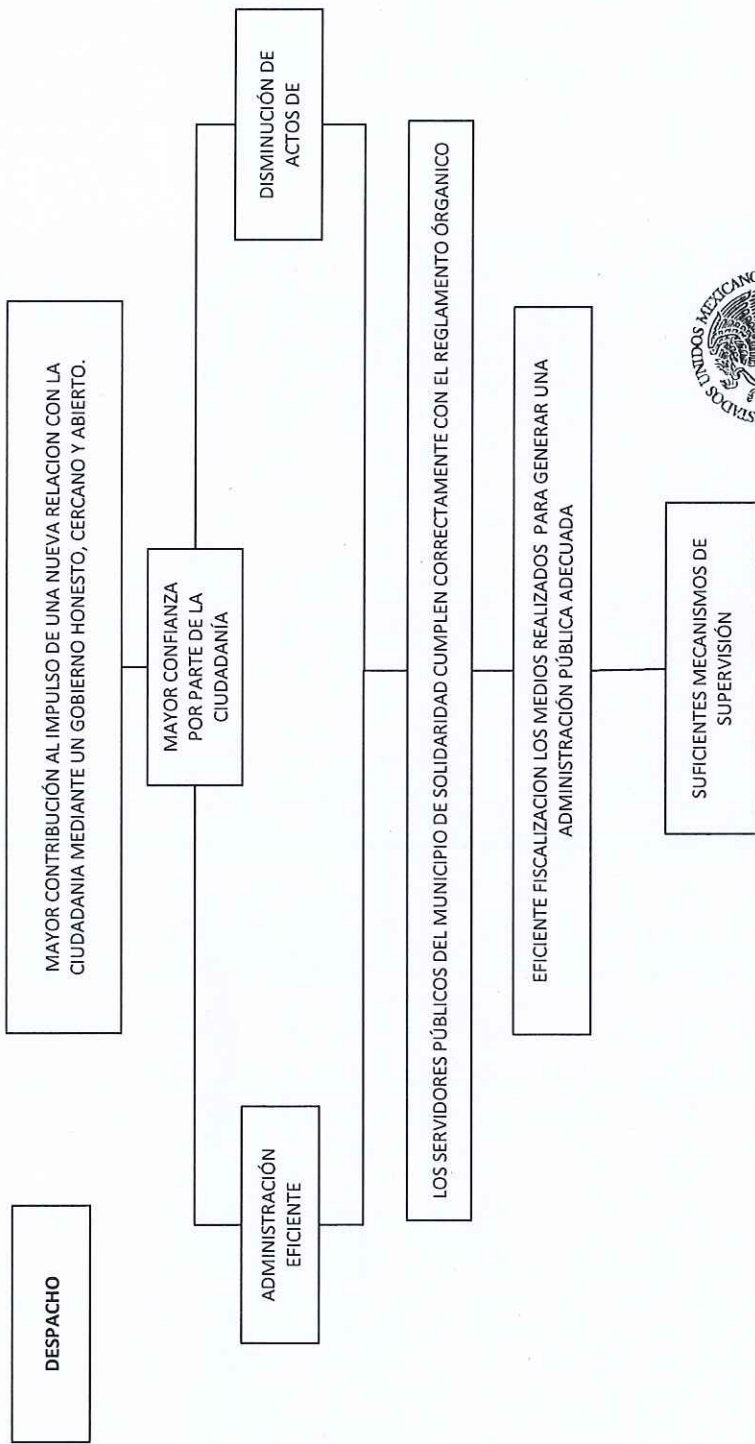 DESPACHO
MAYOR CONTRIBUCIÓN AL IMPULSO DE UNA NUEVA RELACION CON LA
CIUDADANIA MEDIANTE UN GOBIERNO HONESTO, CERCANO Y ABIERTO.
MAYOR CONFIANZA
POR PARTE DE LA
CIUDADANÍA
ADMINISTRACIÓN
EFICIENTE
DISMINUCIÓN DE
ACTOS DE
LOS SERVIDORES PÚBLICOS DEL MUNICIPIO DE SOLIDARIDAD CUMPLEN CORRECTAMENTE CON EL REGLAMENTO ÓRGANICO
EFICIENTE FISCALIZACION LOS MEDIOS REALIZADOS PARA GENERAR UNA
ADMINISTRACIÓN PÚBLICA ADECUADA
SUFICIENTES MECANISMOS DE
SUPERVISIÓN
UNIDOS